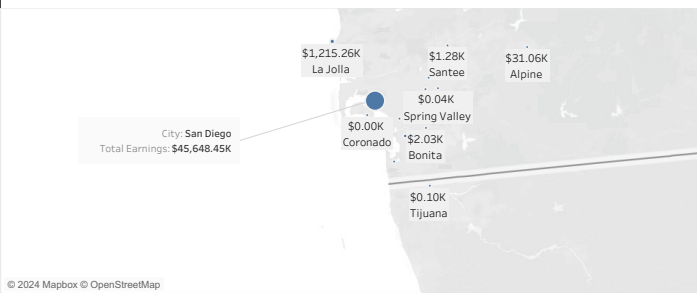 $1,215.26K
La Jolla
$1.28K
Santee
$31.06K
Alpine
$0.04K
Spring Valley
$0.00K
Coronado
$2.03K
Bonita
City: San Diego
Total Earnings: $45,648.45K
$0.10K
Tijuana
© 2024 Mapbox © OpenStreetMap